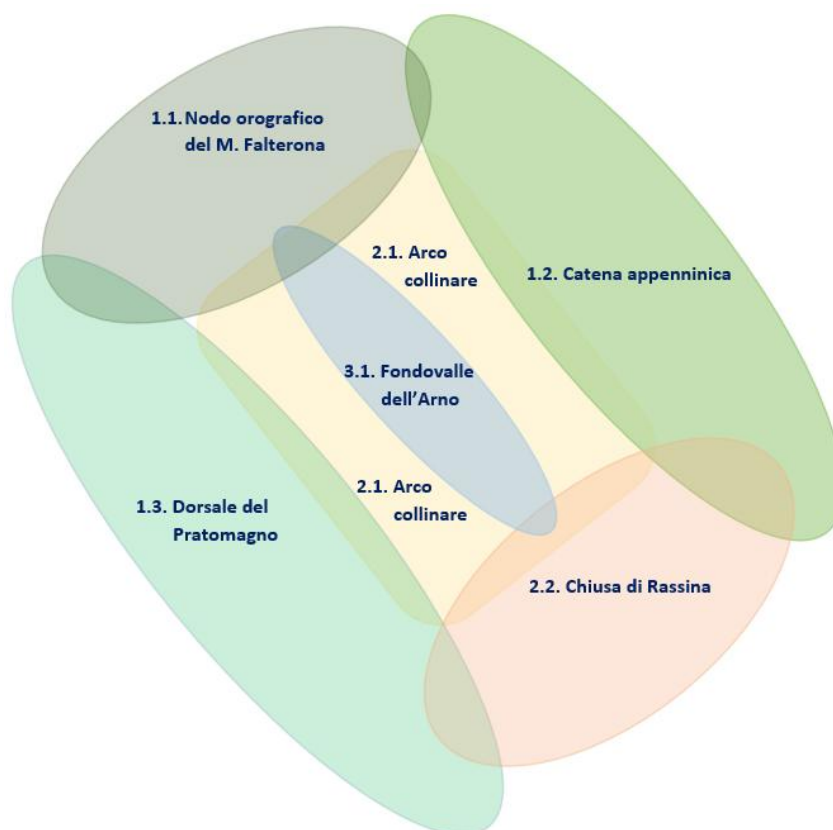 1.1. Nodo orografico
del M. Falterona
2.1. Arco
collinare
1.2. Catena appenninica
3.1. Fondovalle
dell’Arno
2.1. Arco
collinare
1.3. Dorsale del
Pratomagno
2.2. Chiusa di Rassina